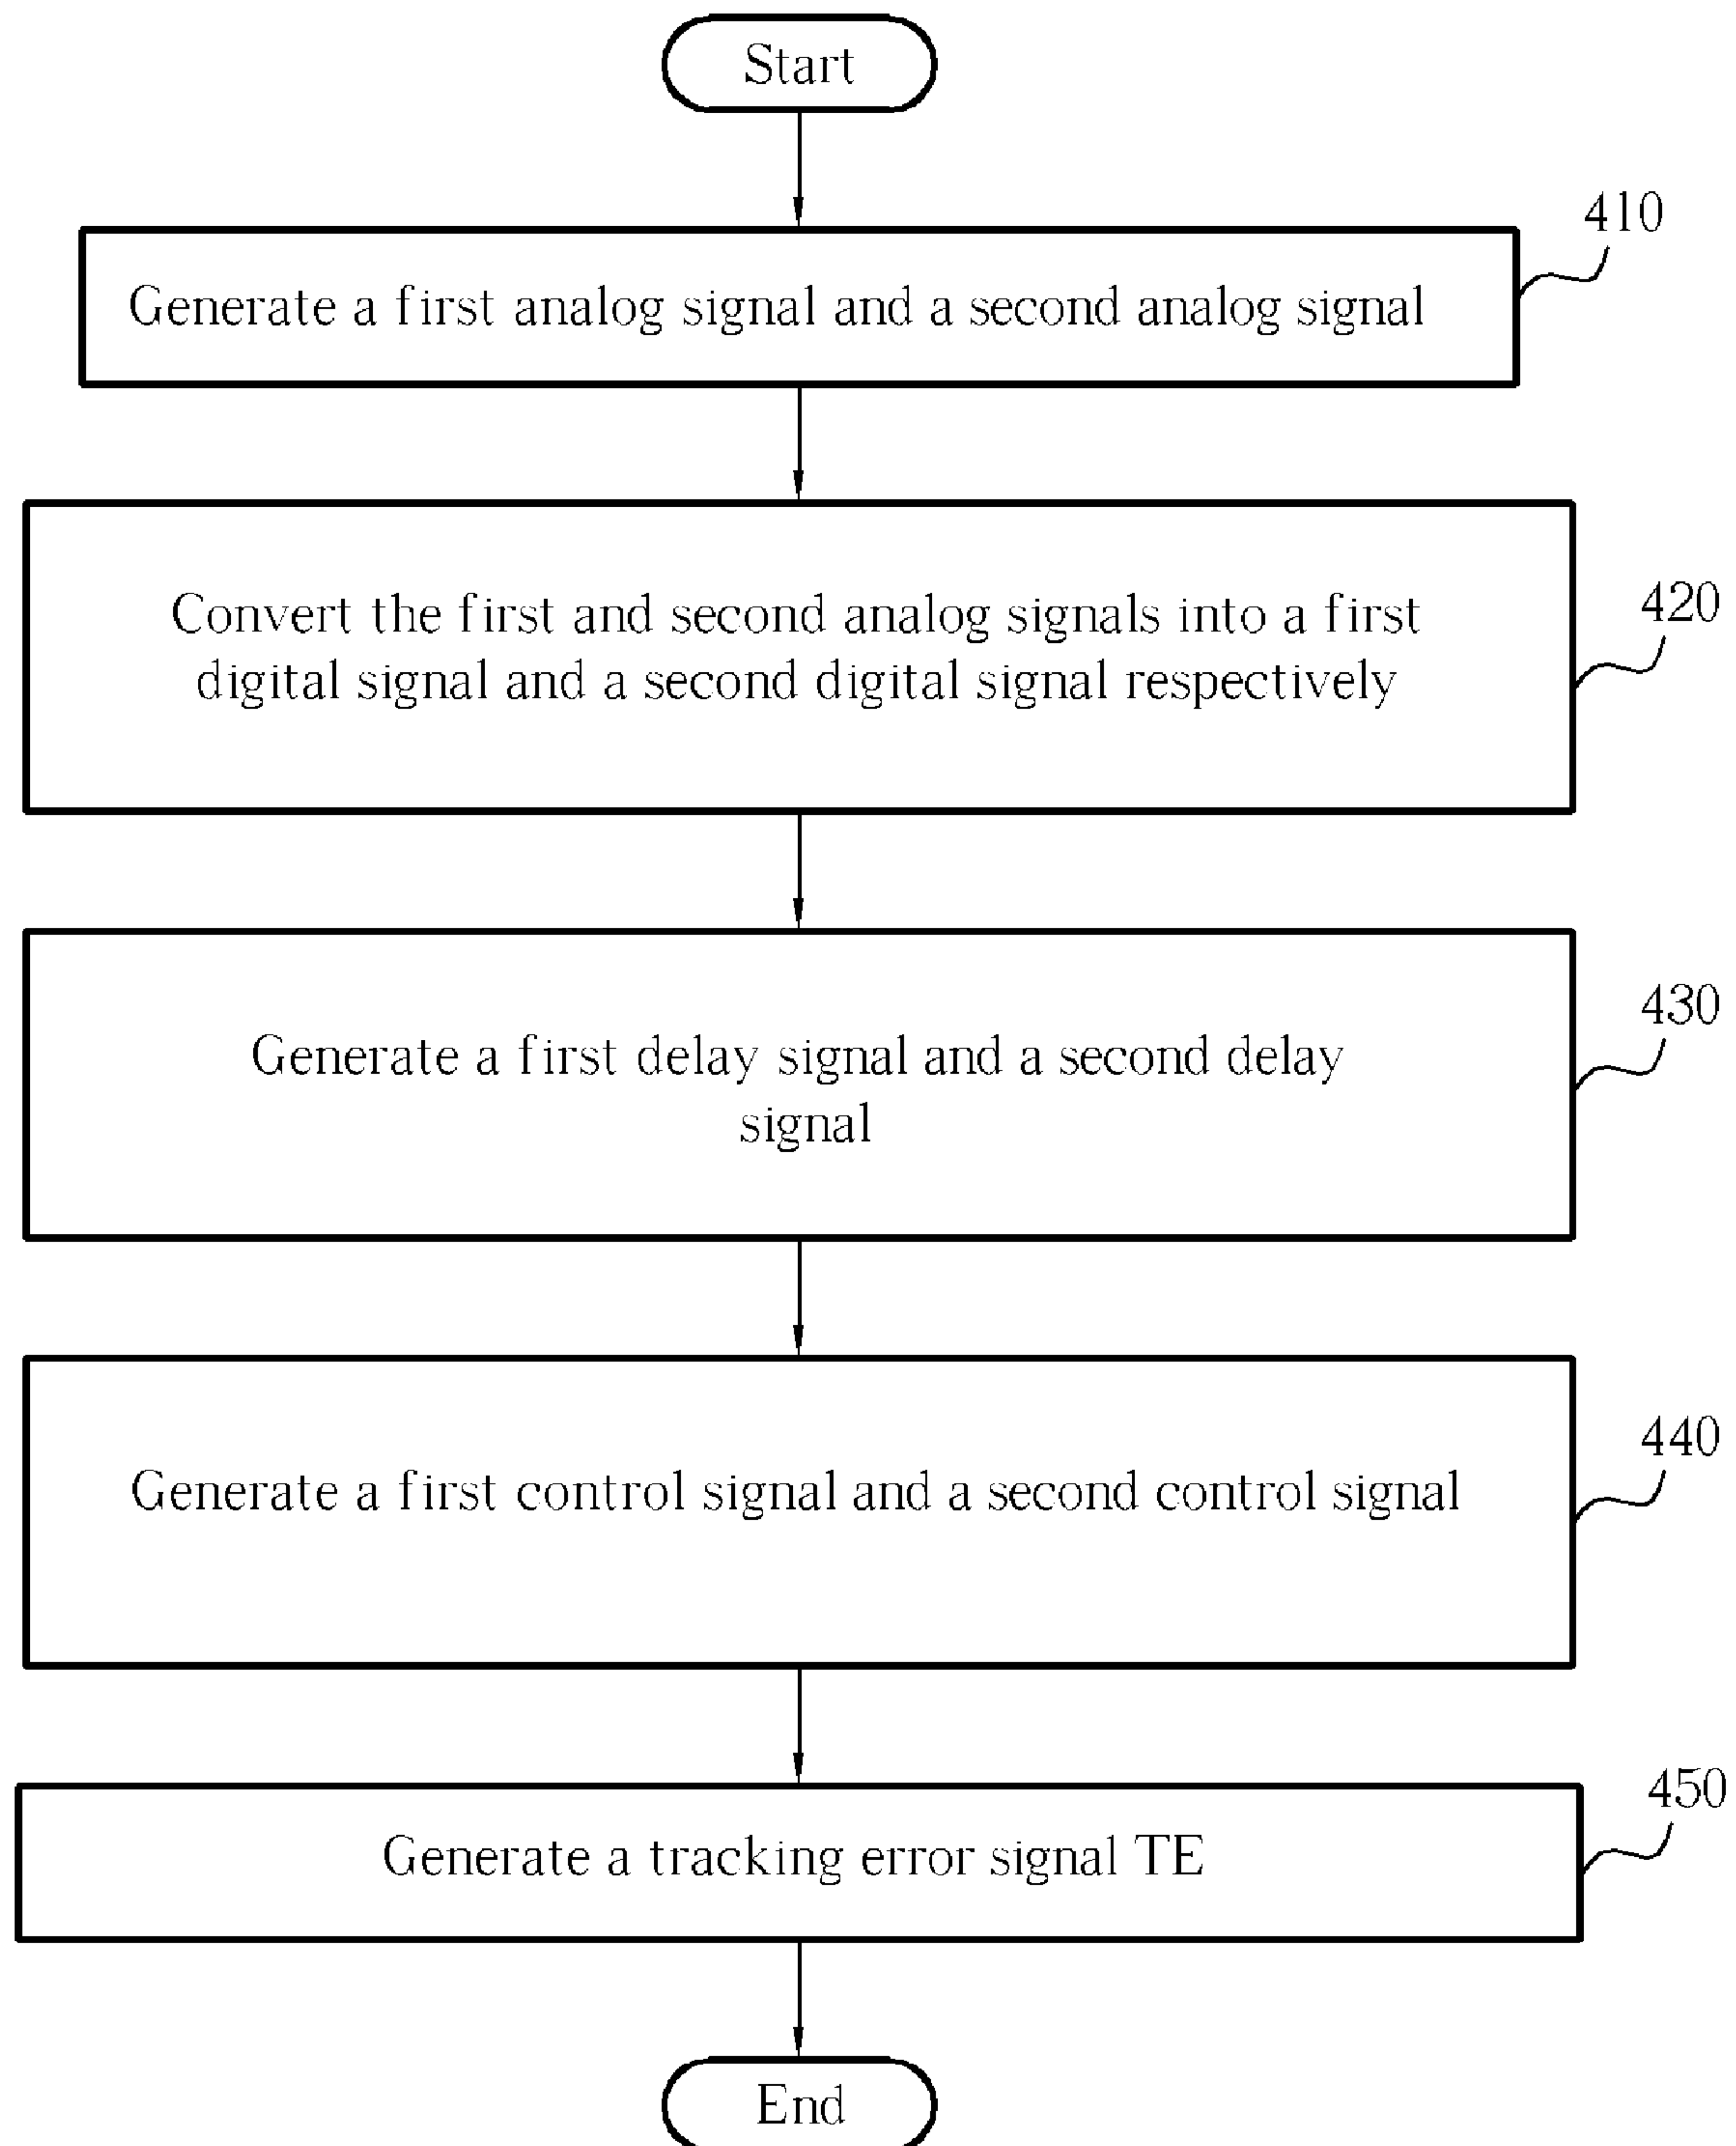 Start
410
Generate a first analog signal and a second analog signal
420
Convert the first and second analog signals into a first
digital signal and a second digital signal respectively
430
Generate a first delay signal and a second delay
signal
440
Generate a first control signal and a second control signal
450
Generate a tracking error signal TE
End